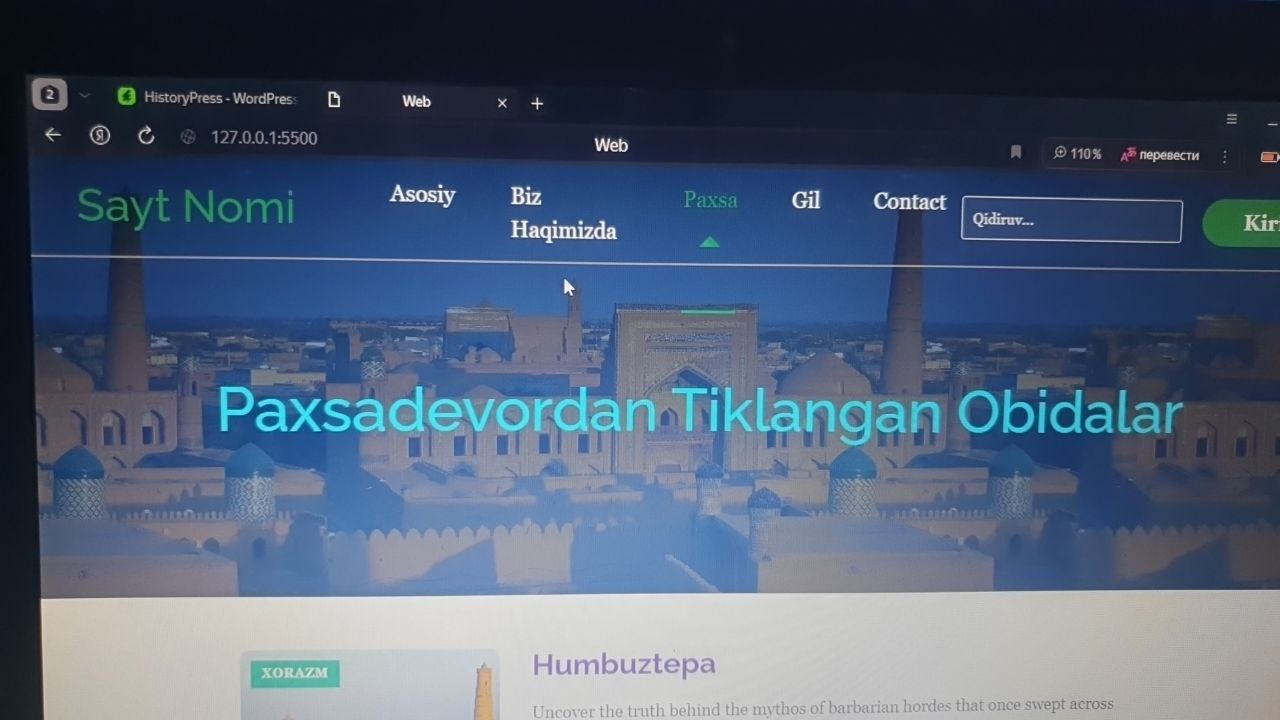 2
HistoryPress - WordPress
Web
127.0.0.1:5500
Web
110%
перевести
Sayt Nomi
Asosiy
Biz
Haqimizda
Paxsa
Gil
Contact
Qidiruv...
Paxsadevordan Tiklangan Obidalar
XORAZM
Humbuztepa
Uncover the truth behind the mythos of barbarian hordes that once swept across